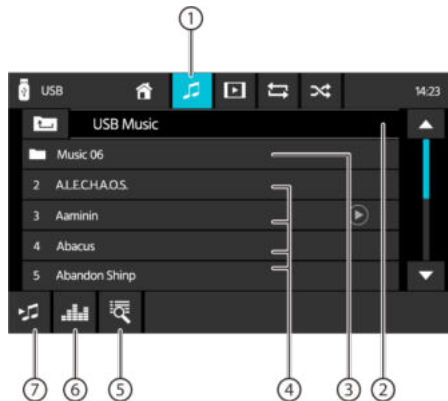 1
USB 14:23
USB Music
Music 06
2 A.I.E.C.H.A.O.S.
3 Aaminin
4 Abacus
5 Abandon Shinp
7 6 5 4 3 2